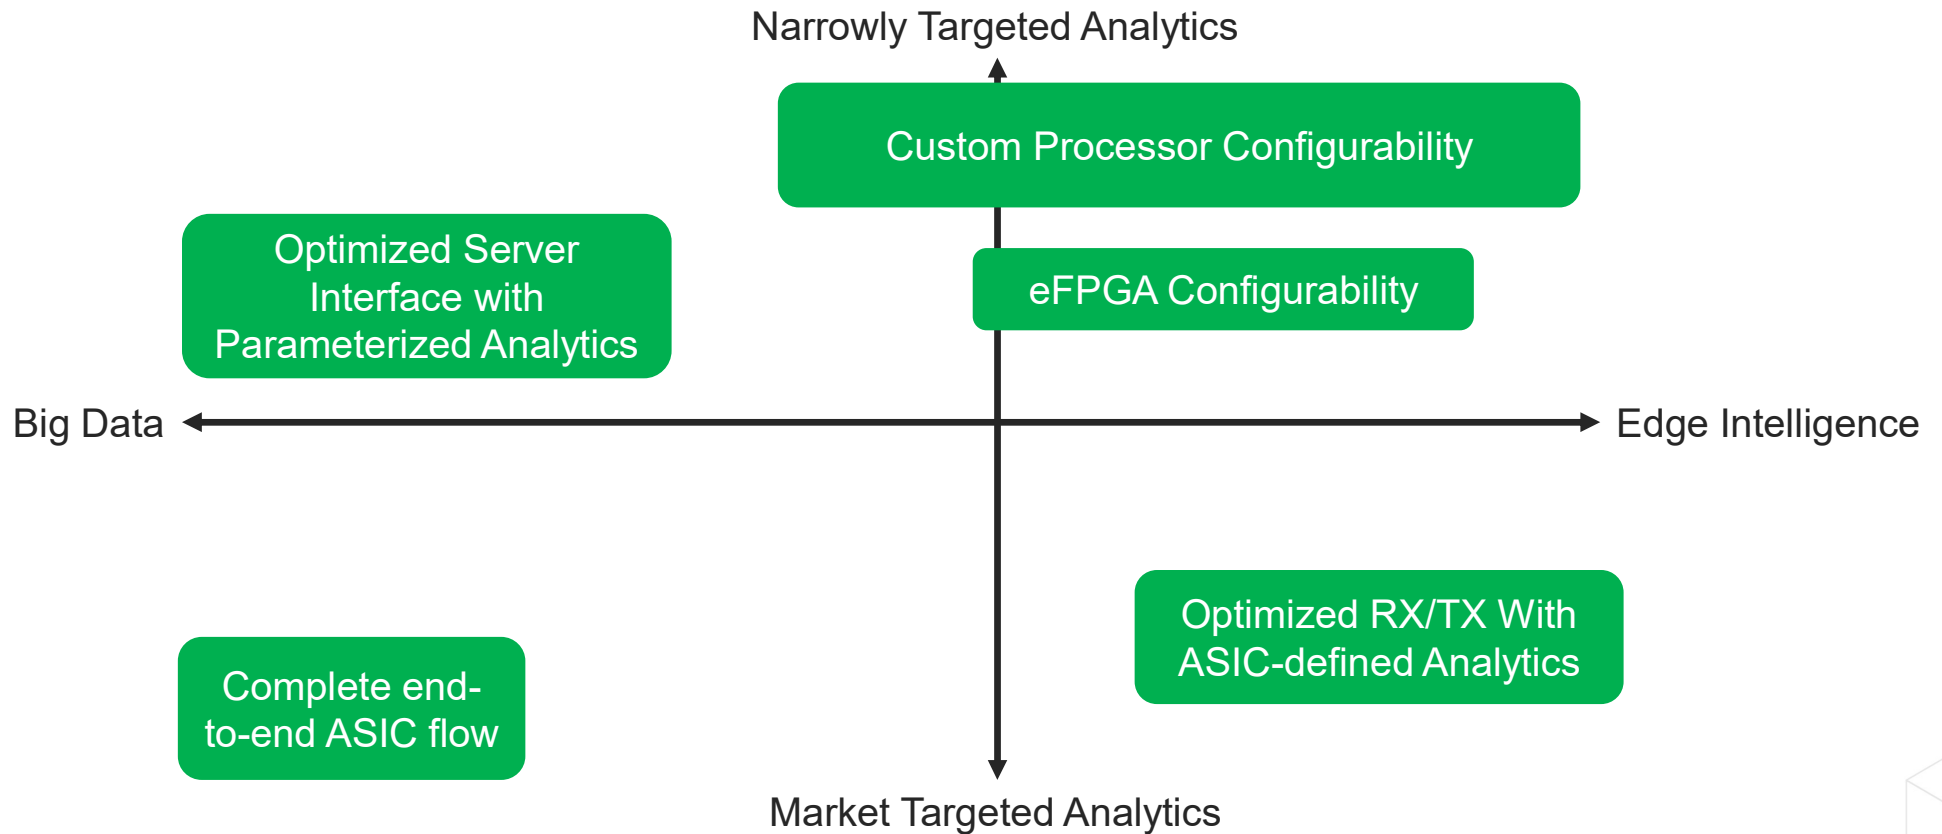 Narrowly Targeted Analytics
Custom Processor Configurability
Optimized Server
Interface with
Parameterized Analytics
eFPGA Configurability
Big Data
Edge Intelligence
Optimized RX/TX With
ASIC-defined Analytics
Complete end-
to-end ASIC flow
Market Targeted Analytics